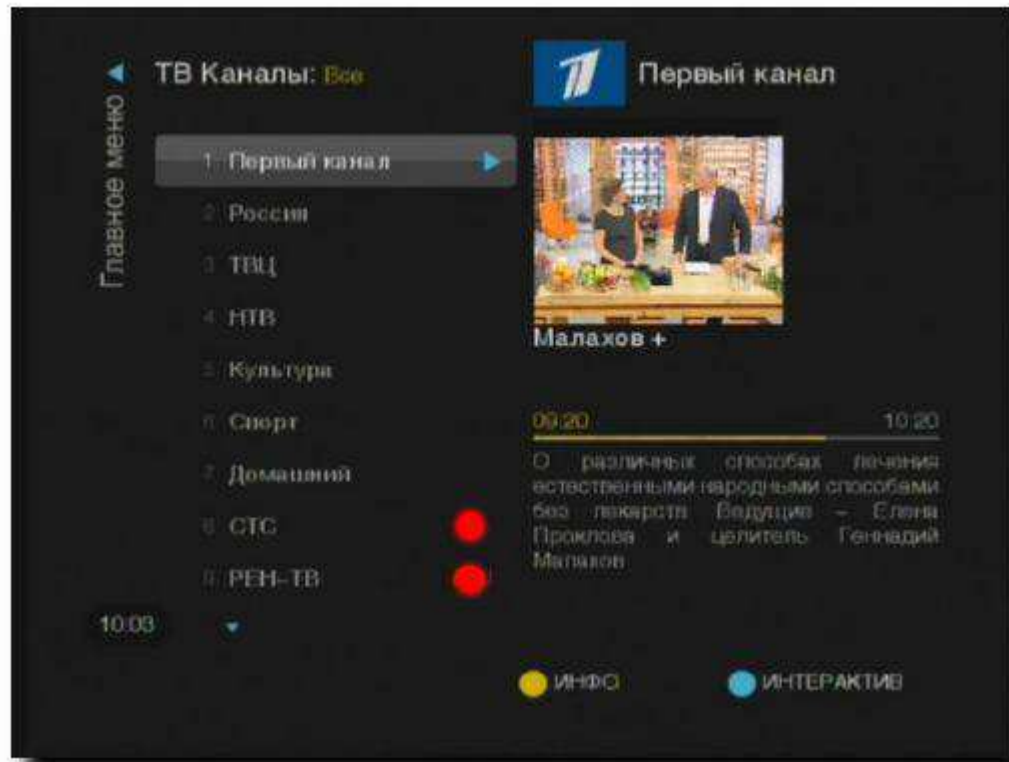 Главное меню
ТВ Каналы: Все
1 Первый канал
2 Россия
3 ТВЦ
4 НТВ
5 Культура
6 Спорт
7 Домашний
8 СТС
9 РЕН-ТВ
10:03
Первый канал
Малахов +
09:20 10:20
О различных способах лечения
естественными народными способами
без лекарств Ведущие – Елена
Проклова и целитель Геннадий
Малахов
ИНФО ИНТЕРАКТИВ